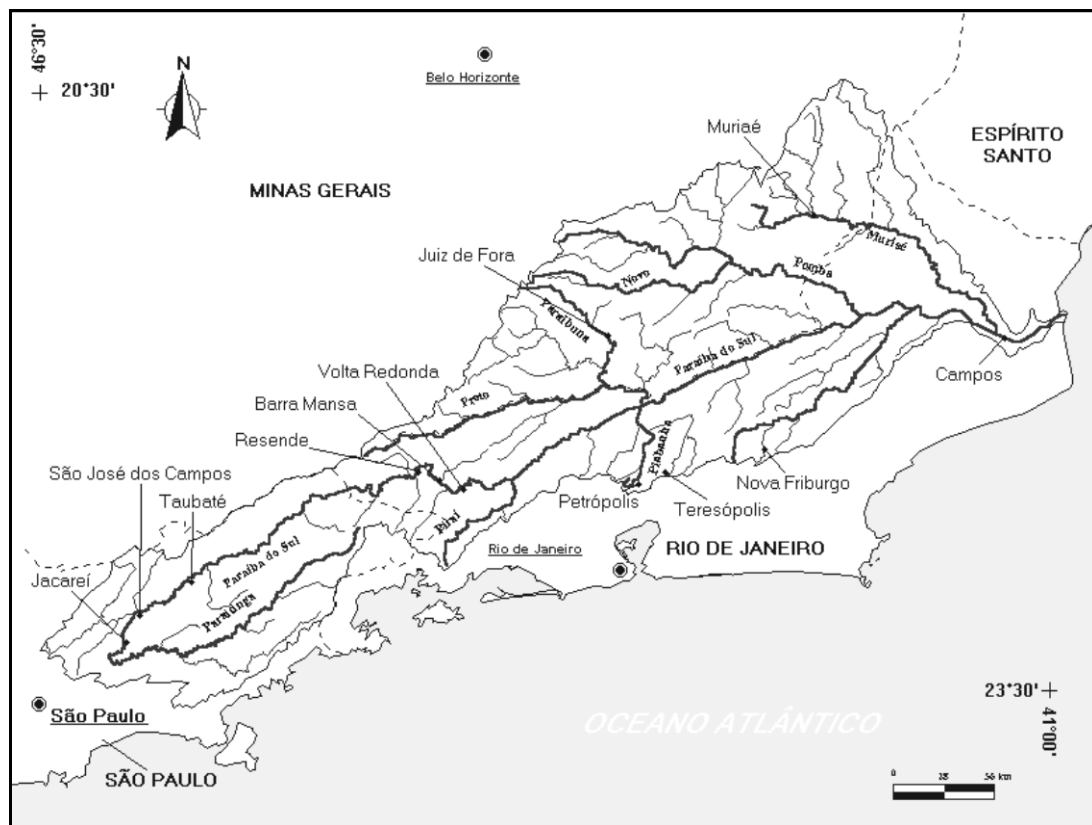 46°30'
20°30'
N
Belo Horizonte
Muriaé
ESPÍRITO
SANTO
MINAS GERAIS
Muriaé
Juiz de Fora
Pomba
Novo
Paraibuna
Paraíba do Sul
Volta Redonda
Campos
Barra Mansa
Preto
Resende
Piabanha
São José dos Campos
Nova Friburgo
Taubaté
Petrópolis
Teresópolis
Piraí
Rio de Janeiro
RIO DE JANEIRO
Paraíba do Sul
Jacareí
23°30'
41°00'
São Paulo
OCEANO ATLÂNTICO
SÃO PAULO
0 18 36 km